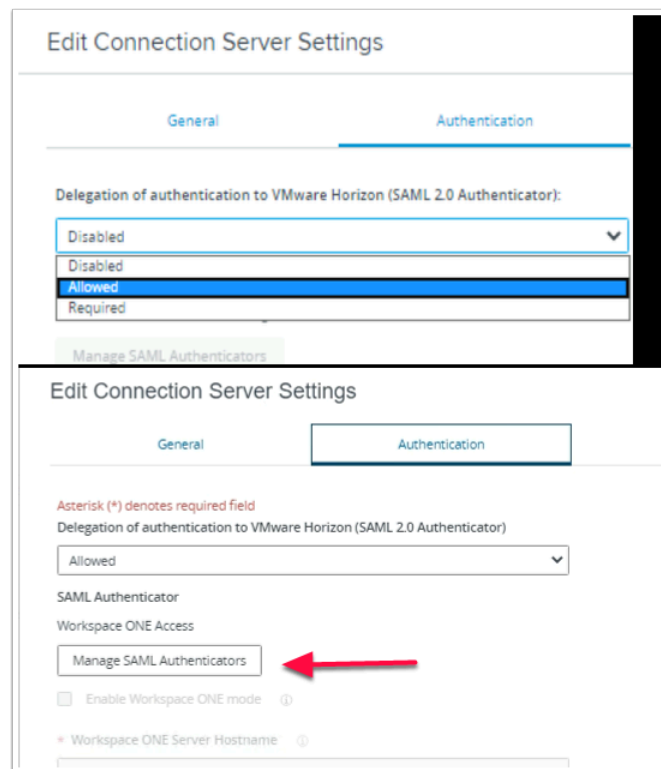 Edit Connection Server Settings
General Authentication
Delegation of authentication to VMware Horizon (SAML 2.0 Authenticator):
Disabled
Disabled
Allowed
Required
Manage SAML Authenticators
Edit Connection Server Settings
General Authentication
Asterisk (*) denotes required field
Delegation of authentication to VMware Horizon (SAML 2.0 Authenticator)
Allowed
SAML Authenticator
Workspace ONE Access
Manage SAML Authenticators
Enable Workspace ONE mode
* Workspace ONE Server Hostname